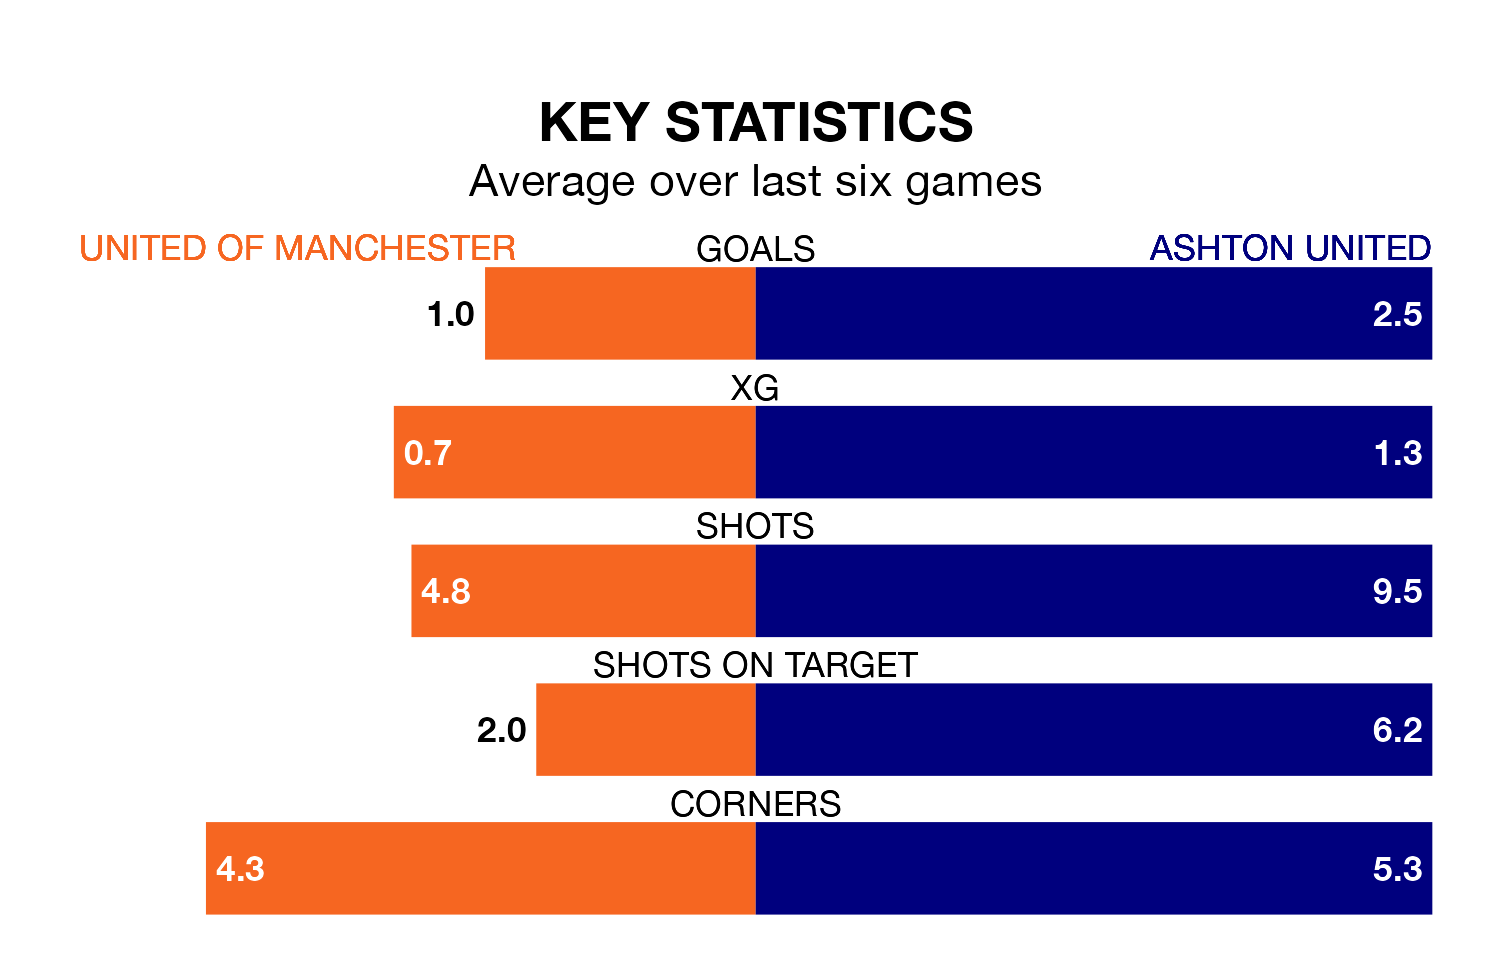 KEY STATISTICS
Average over last six games
UNITED OF MANCHESTER GOALS ASHTON UNITED
1.0 2.5
XG
0.7 1.3
SHOTS
4.8 9.5
SHOTS ON TARGET
2.0 6.2
CORNERS
4.3 5.3